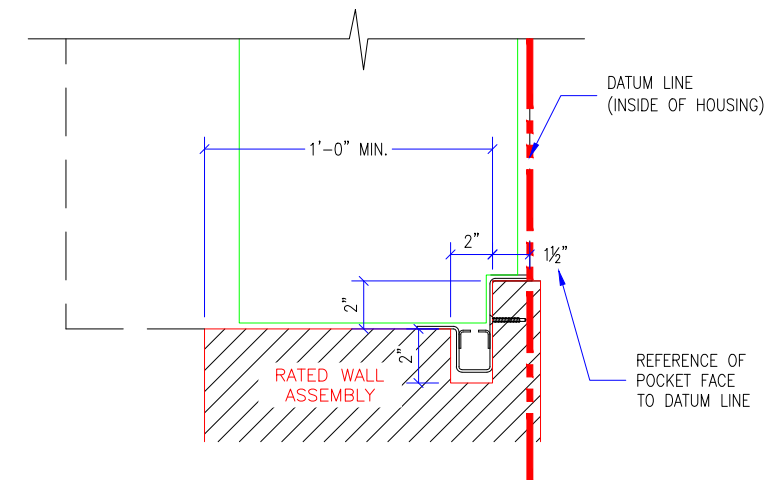 DATUM LINE
(INSIDE OF HOUSING)
1'-0" MIN.
2"
1½"
2"
2"
RATED WALL
ASSEMBLY
REFERENCE OF
POCKET FACE
TO DATUM LINE